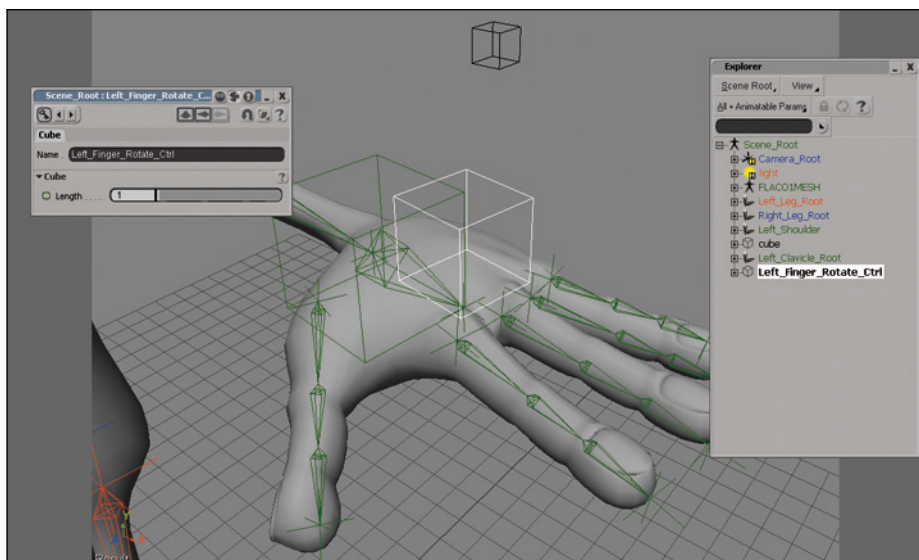 Scene_Root : Left_Finger_Rotate_C...
Cube
Name Left_Finger_Rotate_Ctrl
Cube
Length ..... 1
Explorer
Scene Root
View
All + Animatable Params
Scene_Root
Camera_Root
light
FLACO1MESH
Left_Leg_Root
Right_Leg_Root
Left_Shoulder
cube
Left_Clavicle_Root
Left_Finger_Rotate_Ctrl
Y
X
Result